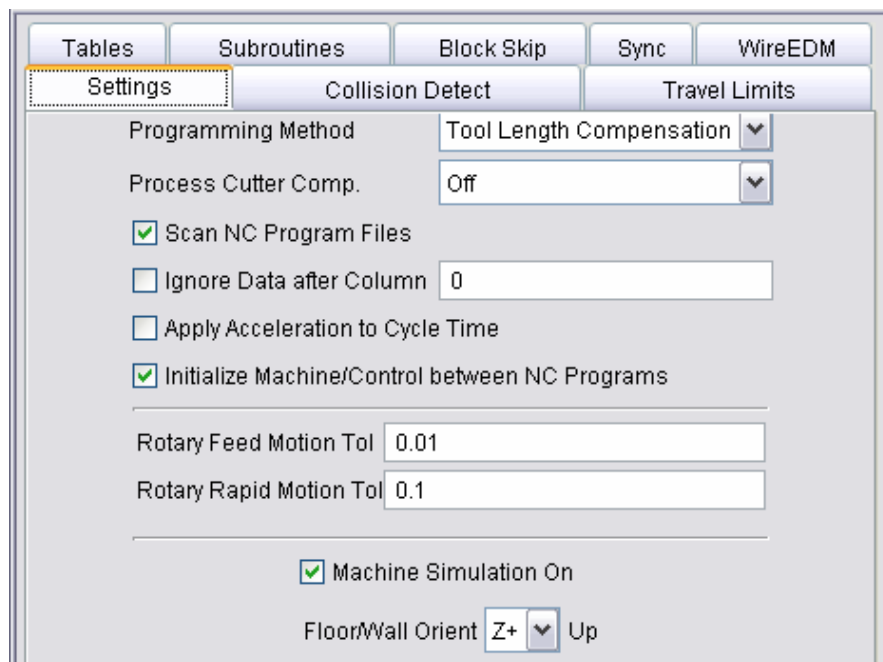 Tables Subroutines Block Skip Sync WireEDM
Settings Collision Detect Travel Limits
Programming Method Tool Length Compensation
Process Cutter Comp. Off
Scan NC Program Files
Ignore Data after Column 0
Apply Acceleration to Cycle Time
Initialize Machine/Control between NC Programs
Rotary Feed Motion Tol 0.01
Rotary Rapid Motion Tol 0.1
Machine Simulation On
Floor/Wall Orient Z+ Up